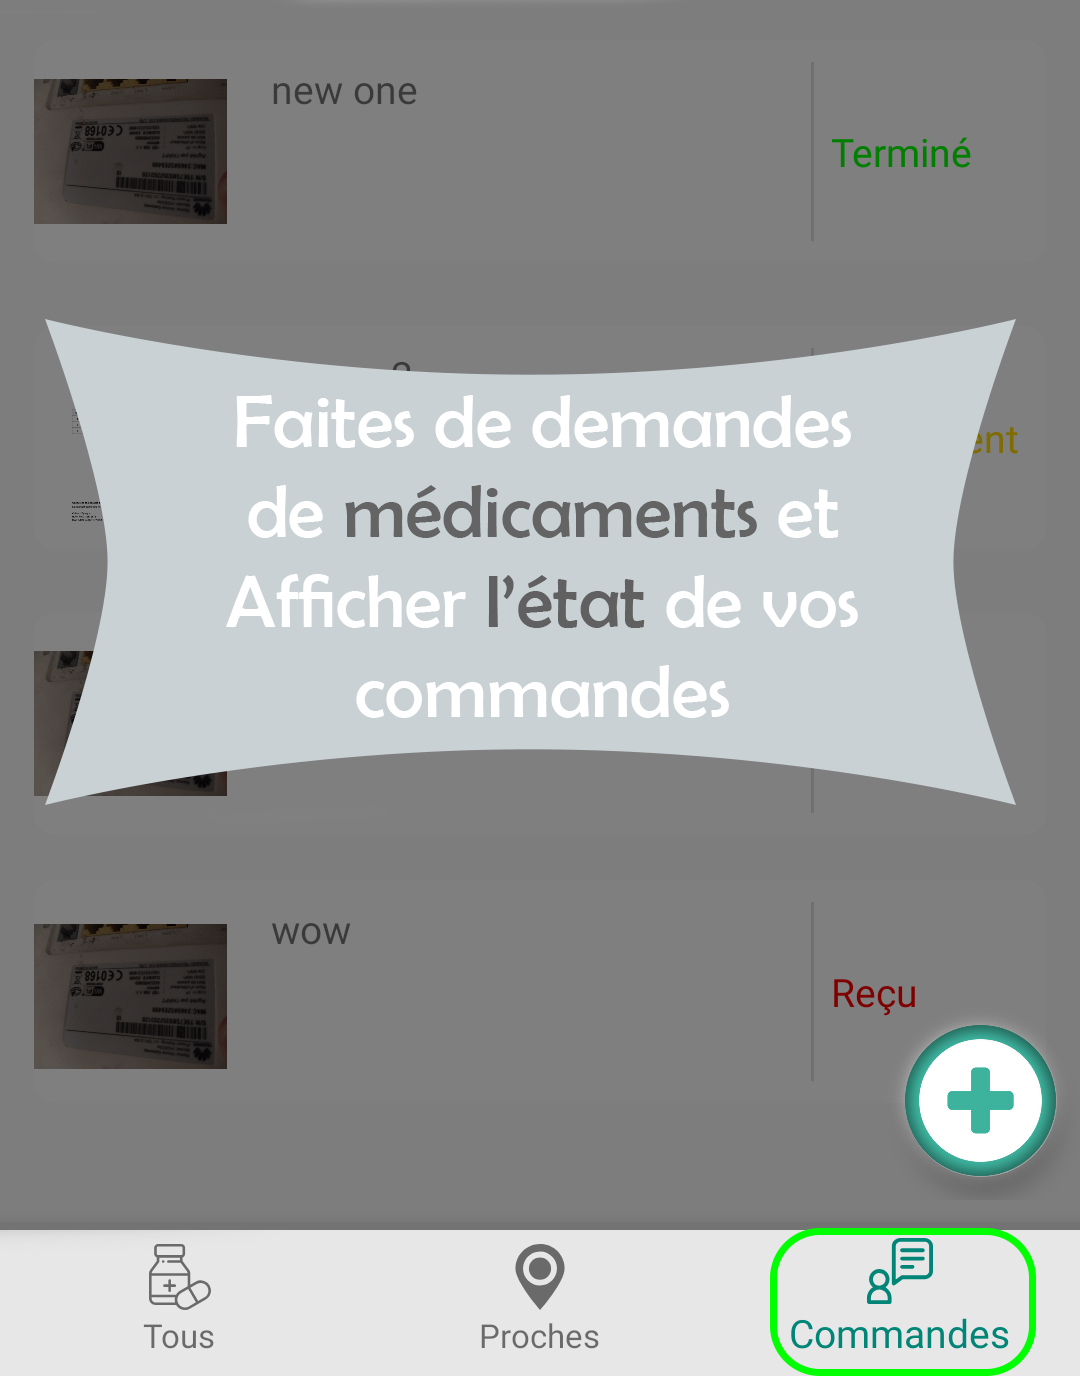 new one
Terminé
ent
Faites de demandes
de médicaments et
Afficher l’état de vos
commandes
wow
Reçu
Tous
Proches
Commandes